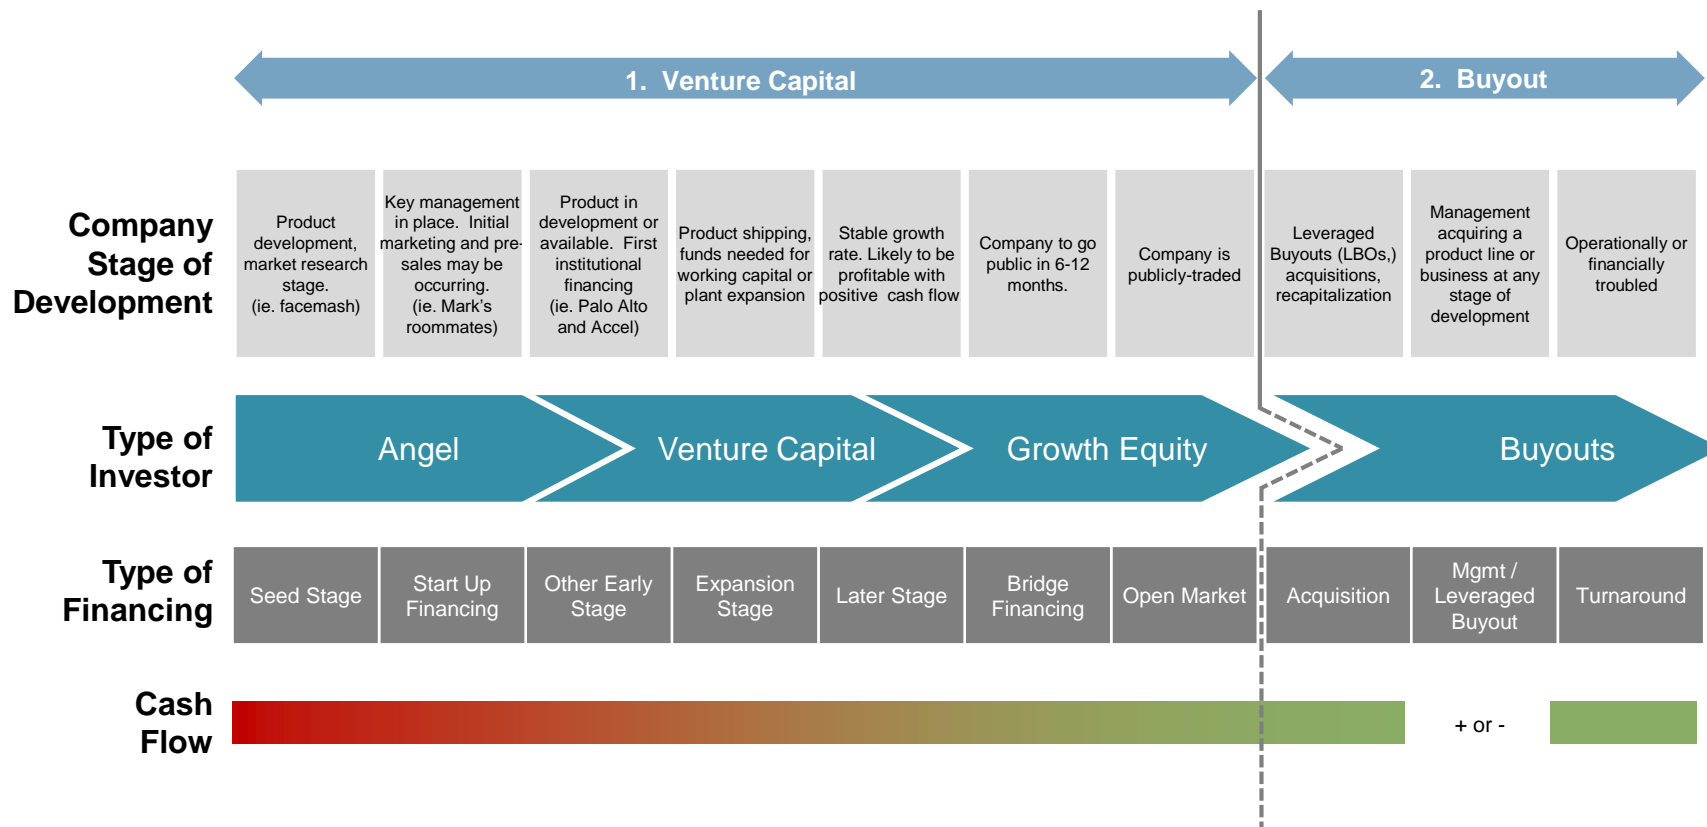 1.  Venture Capital
2.  Buyout
Company
Stage of
Development
Product
development,
market research
stage.
(ie. facemash)
Key management
in place.  Initial
marketing and pre-
sales may be
occurring.
(ie. Mark’s
roommates)
Product in
development or
available.  First
institutional
financing
(ie. Palo Alto
and Accel)
Product shipping,
funds needed for
working capital or
plant expansion
Stable growth
rate. Likely to be
profitable with
positive  cash flow
Company to go
public in 6-12
months.
Company is
publicly-traded
Leveraged
Buyouts (LBOs,)
acquisitions,
recapitalization
Management
acquiring a
product line or
business at any
stage of
development
Operationally or
financially
troubled
Type of
Investor
Angel
Venture Capital
Growth Equity
Buyouts
Type of
Financing
Seed Stage
Start Up
Financing
Other Early
Stage
Expansion
Stage
Later Stage
Bridge
Financing
Open Market
Acquisition
Mgmt /
Leveraged
Buyout
Turnaround
Cash
Flow
+ or -